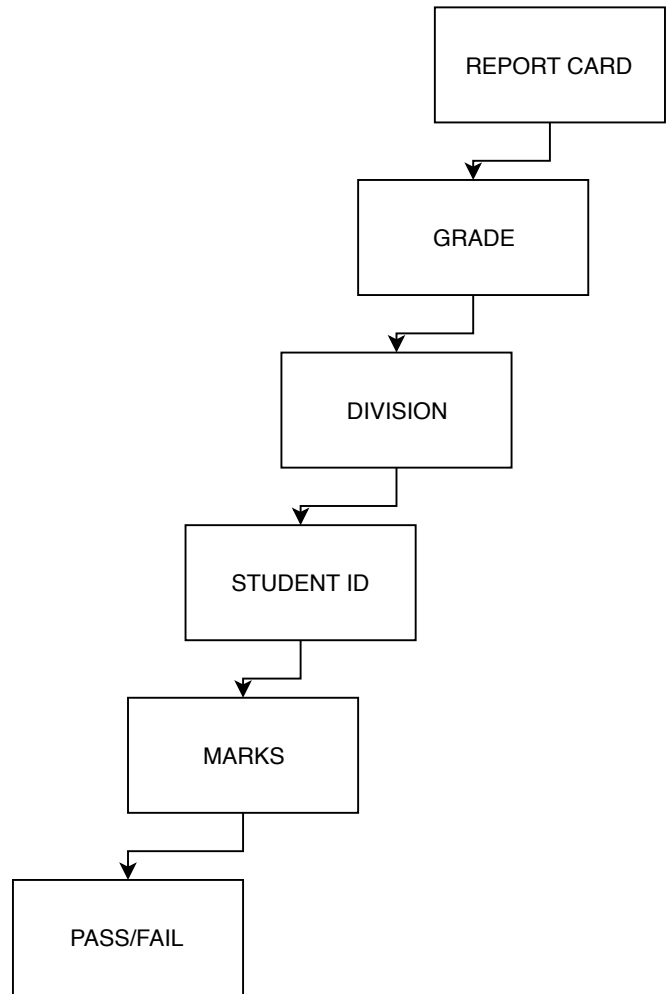 REPORT CARD
GRADE
DIVISION
STUDENT ID
MARKS
PASS/FAIL